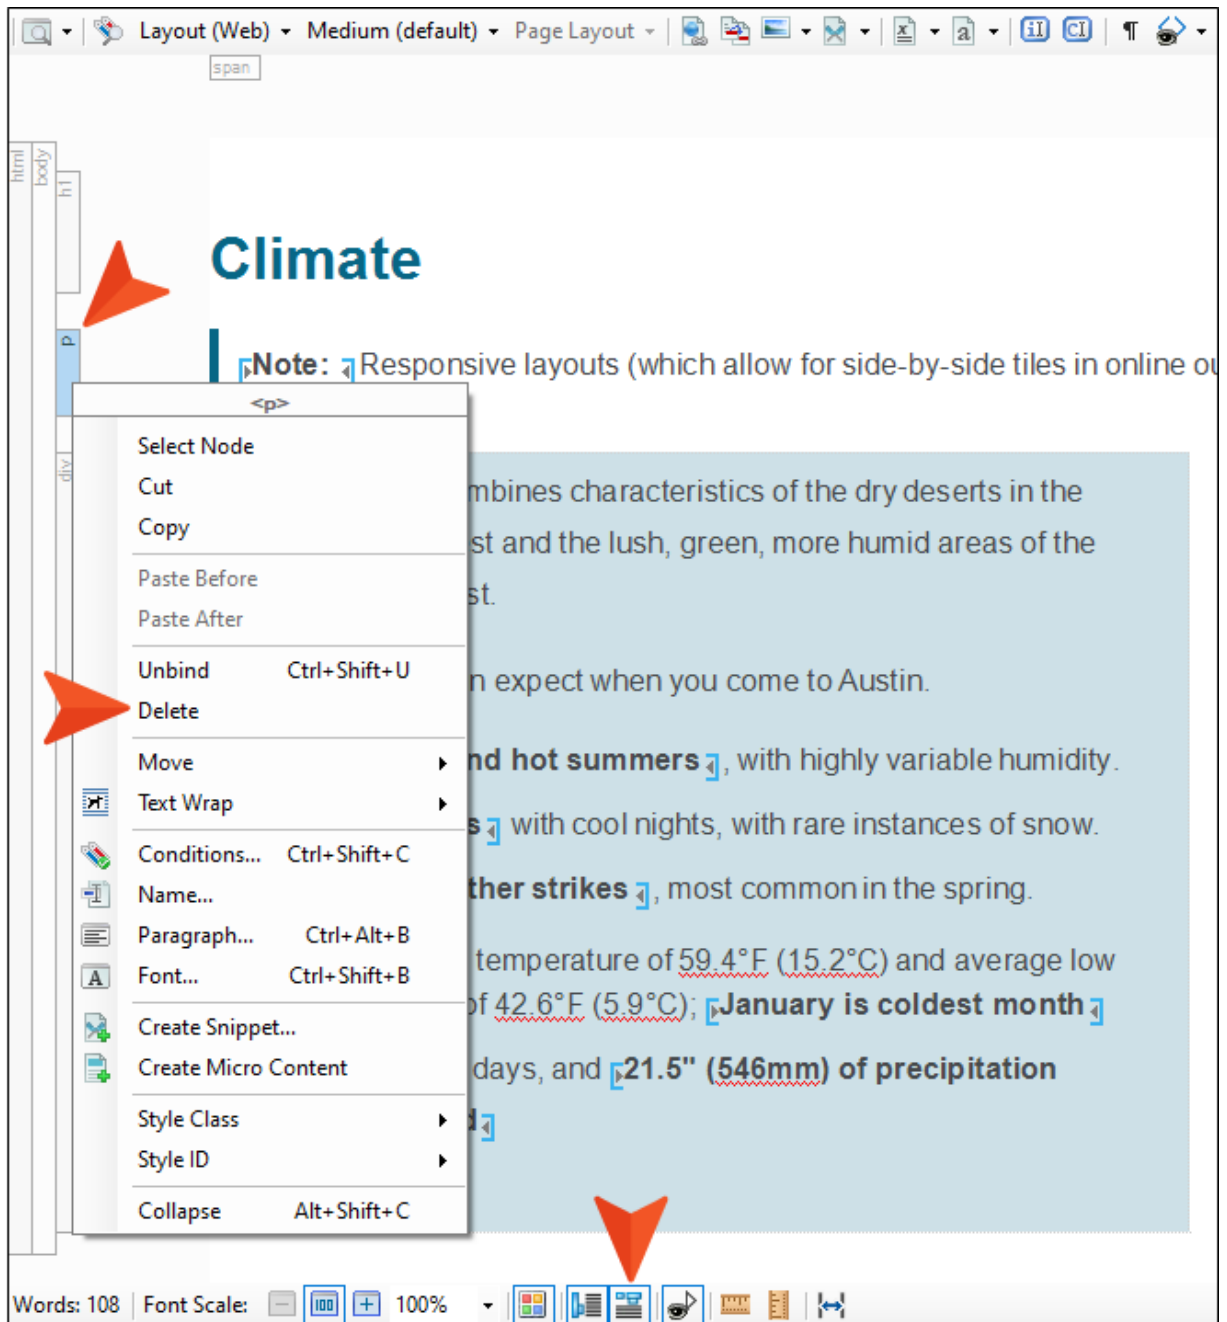 Layout (Web) Medium (default) Page Layout x a iI CI ¶
span
html
body
h1
Climate
p
Note: Responsive layouts (which allow for side-by-side tiles in online ou
<p>
div
Select Node
Cut
Copy
Paste Before
Paste After
Unbind Ctrl+Shift+U
Delete
Move
Text Wrap
Conditions... Ctrl+Shift+C
Name...
Paragraph... Ctrl+Alt+B
A Font... Ctrl+Shift+B
Create Snippet...
Create Micro Content
Style Class
Style ID
Collapse Alt+Shift+C
mbines characteristics of the dry deserts in the
st and the lush, green, more humid areas of the
st.
n expect when you come to Austin.
nd hot summers, with highly variable humidity.
s with cool nights, with rare instances of snow.
ther strikes, most common in the spring.
temperature of 59.4°F (15.2°C) and average low
of 42.6°F (5.9°C); January is coldest month
days, and 21.5" (546mm) of precipitation
d
Words: 108 Font Scale: 100 100%